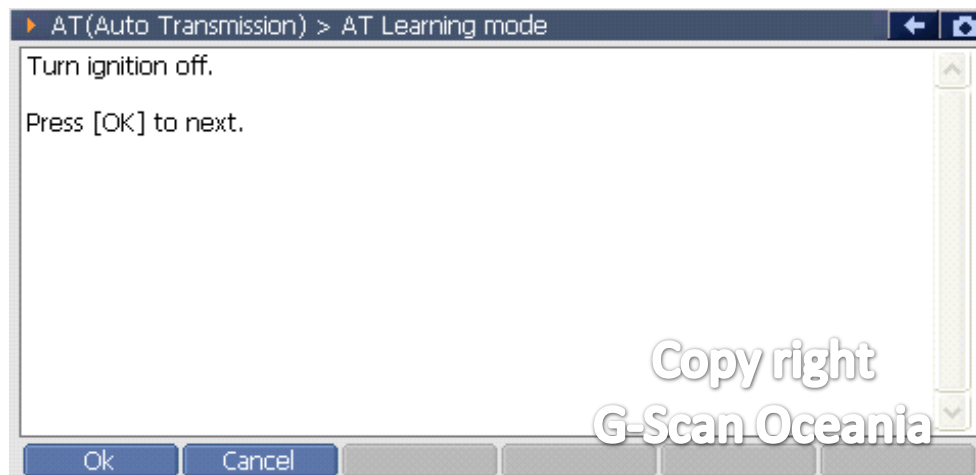 AT(Auto Transmission) > AT Learning mode
Turn ignition off.
Press [OK] to next.
Copy right
G-Scan Oceania
Ok Cancel